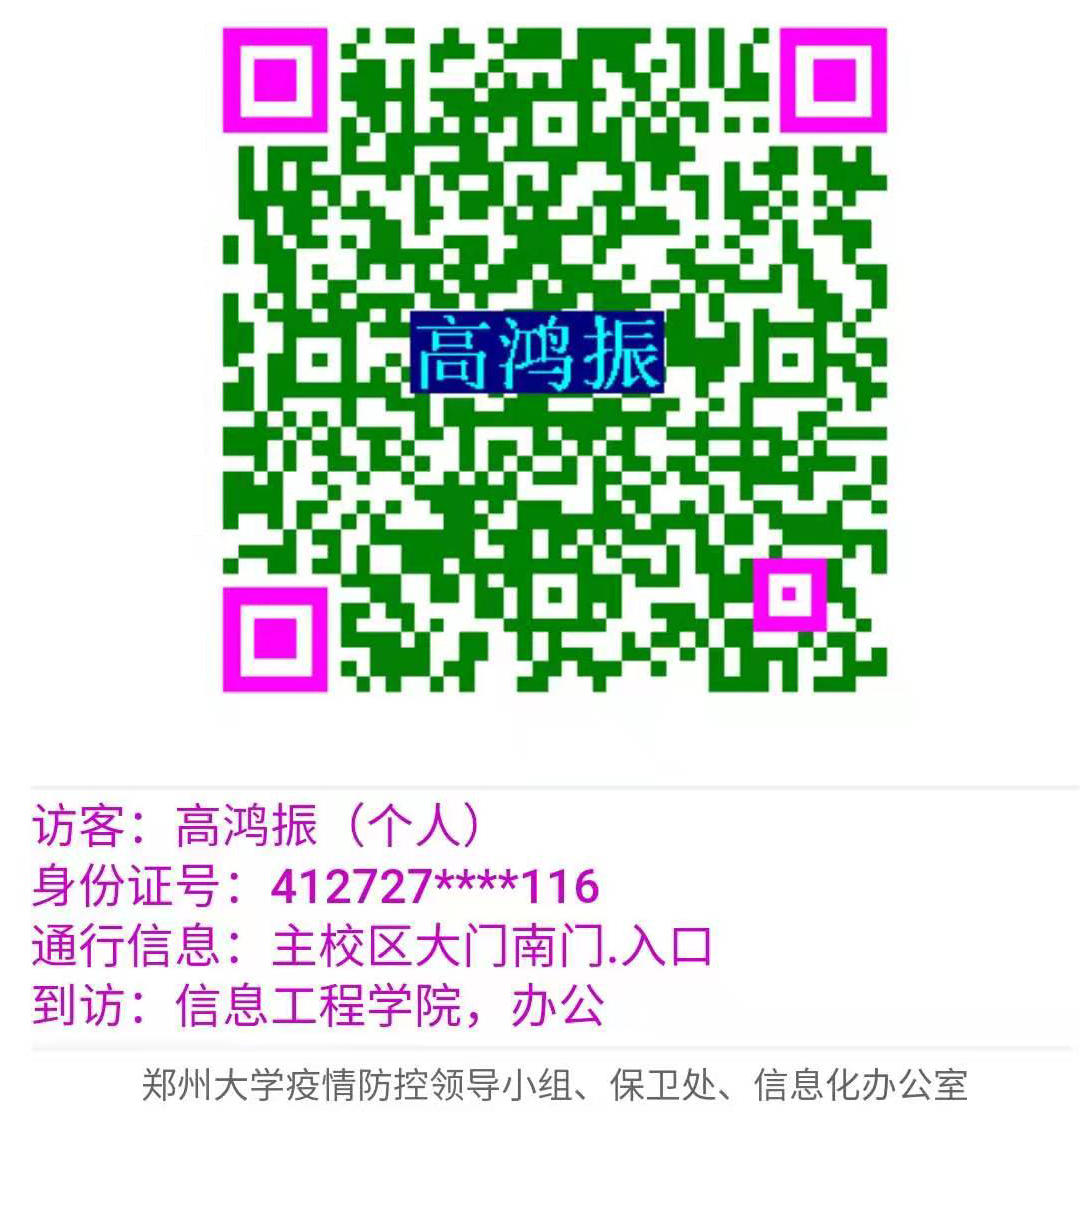 高鸿振
访客：高鸿振（个人）
身份证号：412727****116
通行信息：主校区大门南门.入口
到访：信息工程学院，办公
郑州大学疫情防控领导小组、保卫处、信息化办公室